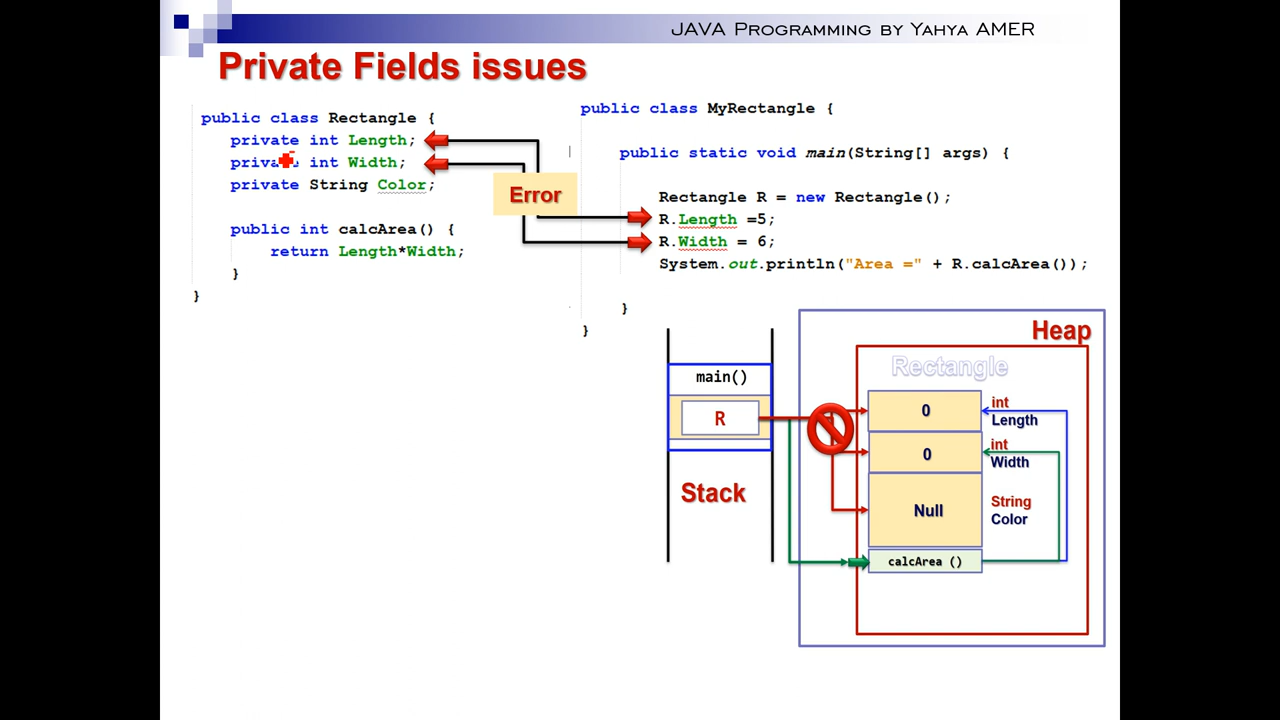 JAVA Programming by Yahya AMER
Private Fields issues
public class Rectangle {
private int Length;
private int Width;
private String Color;
public int calcArea() {
return Length*Width;
}
}
Error
public class MyRectangle {
public static void main(String[] args) {
Rectangle R = new Rectangle();
R.Length =5;
R.Width = 6;
System.out.println("Area =" + R.calcArea());
}
}
main()
R
Stack
Heap
Rectangle
0
int
Length
0
int
Width
Null
String
Color
calcArea ()